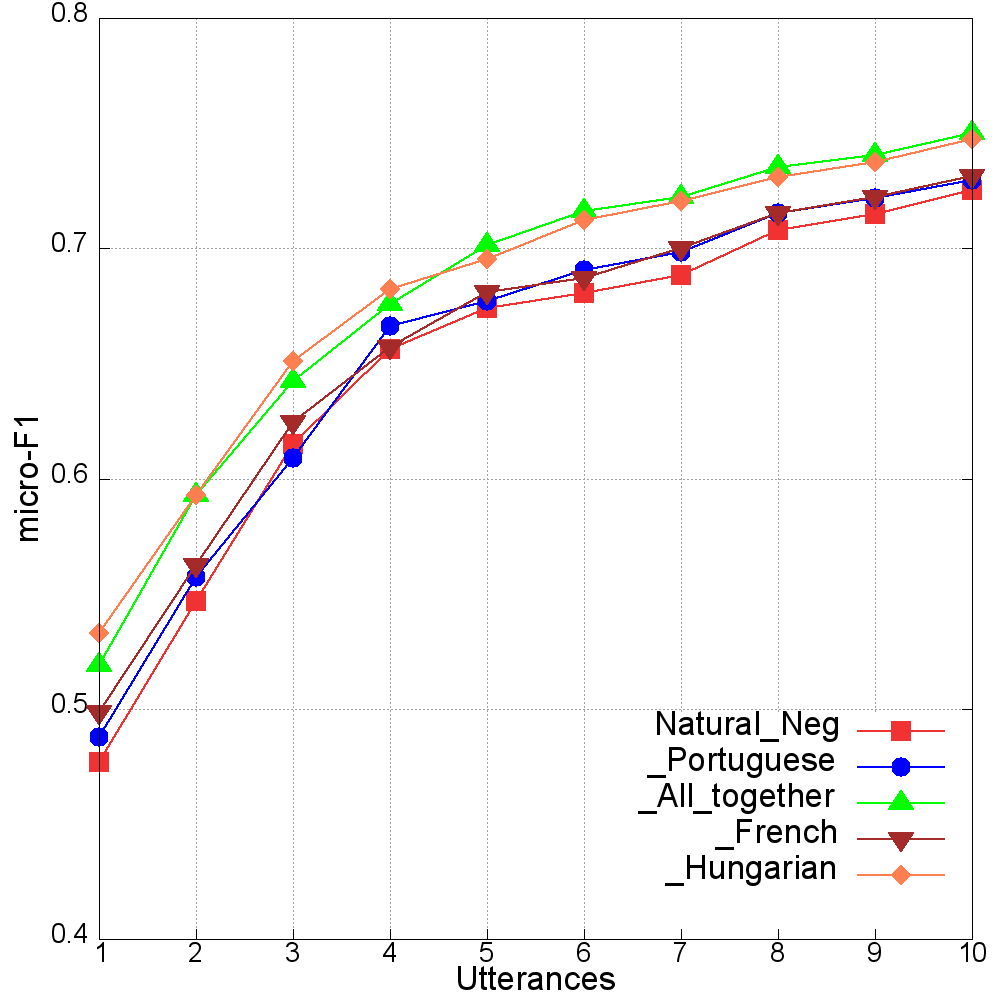 0.8
0.7
0.6
0.5
0.4
micro-F1
Natural_Neg
_Portuguese
_All_together
_French
_Hungarian
1 2 3 4 5 6 7 8 9 10
Utterances